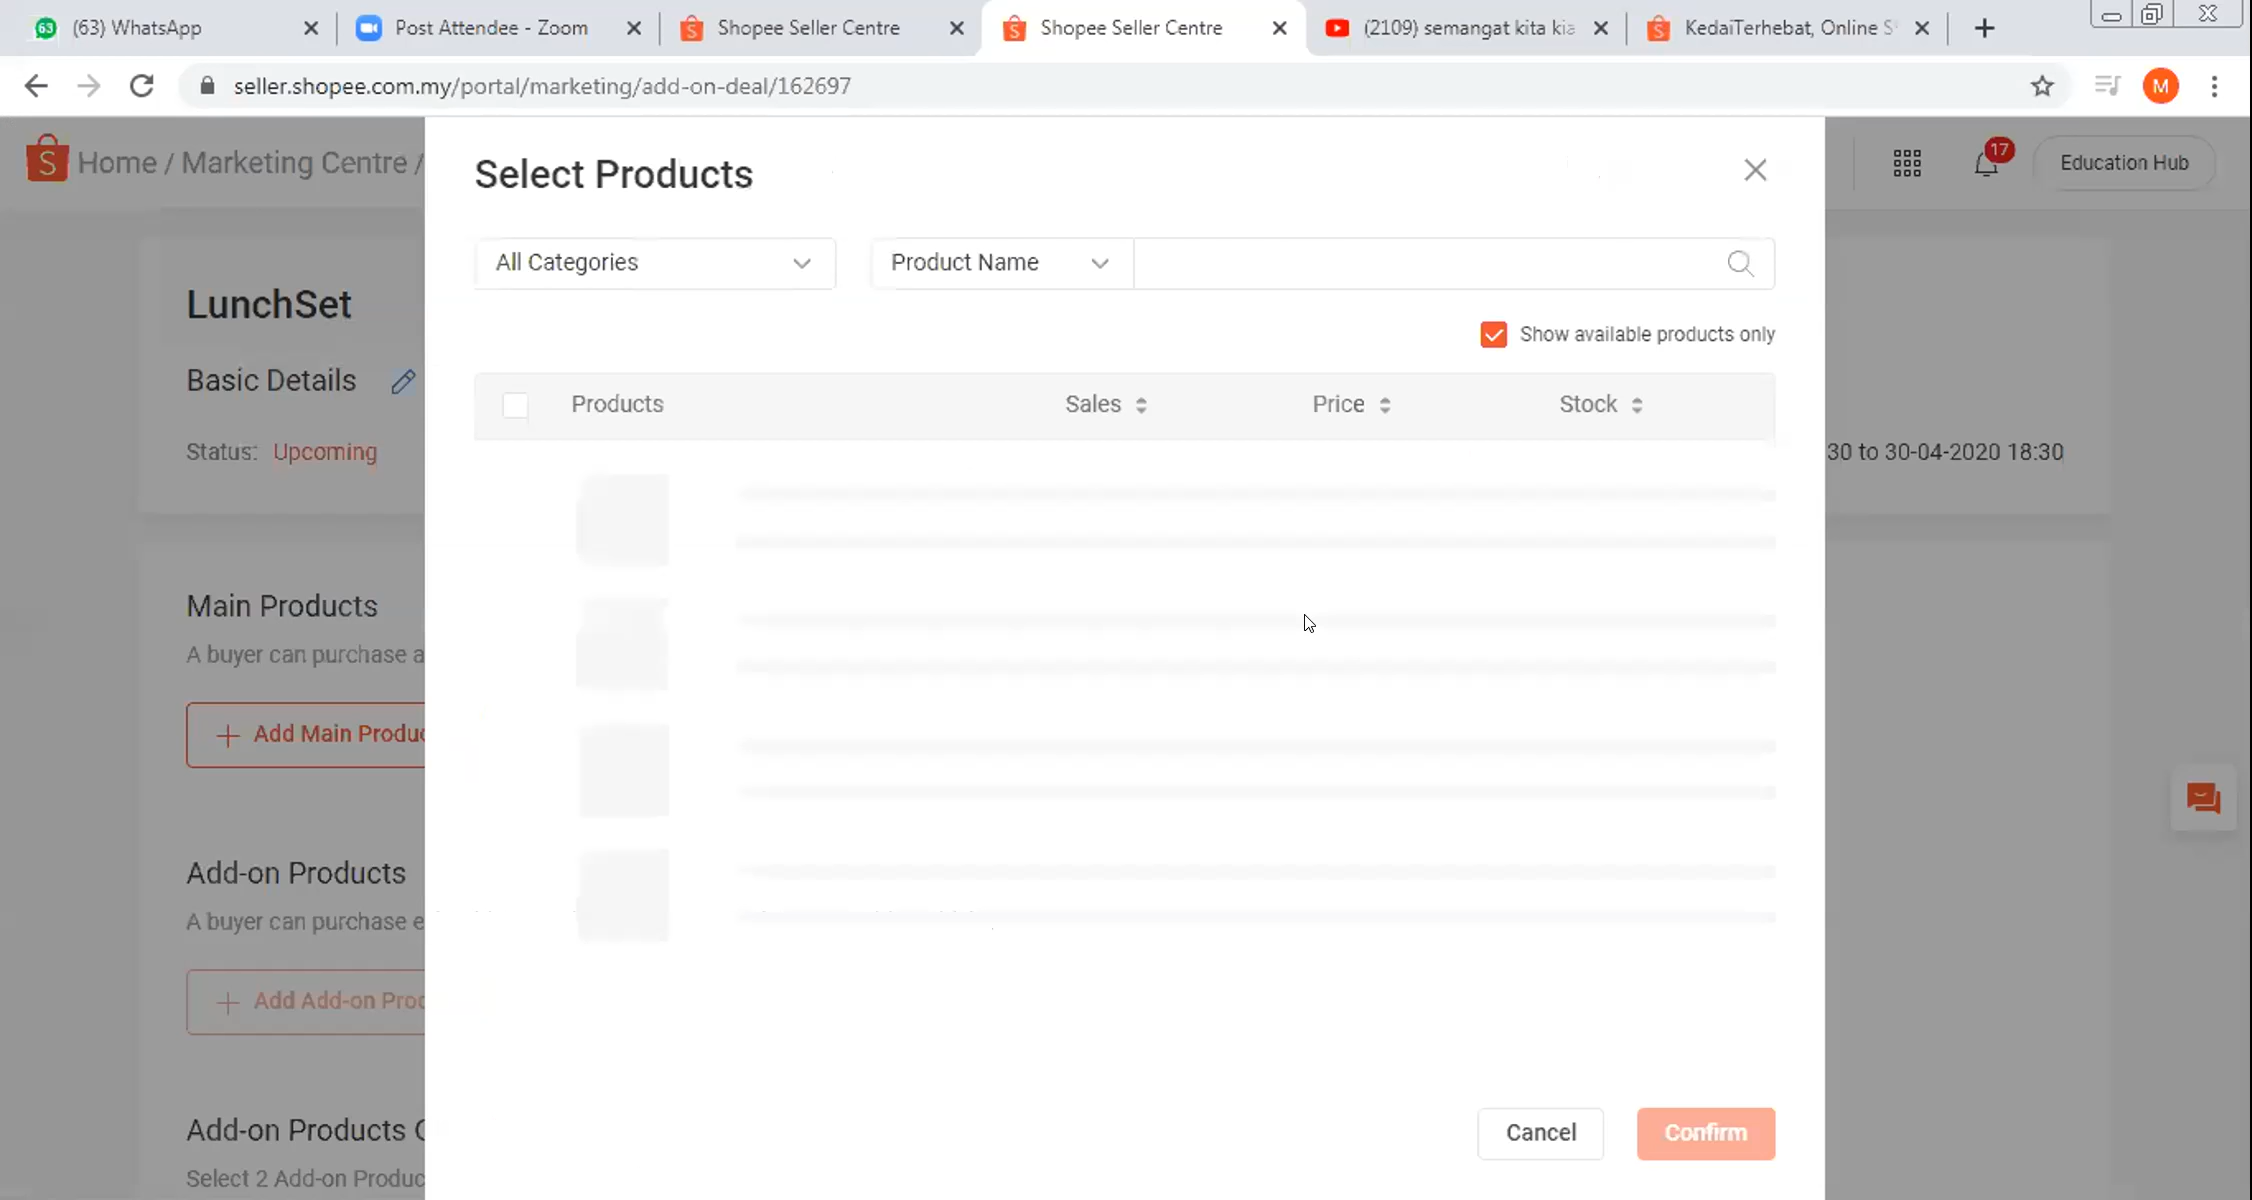 63 (63) WhatsApp
Post Attendee - Zoom
Shopee Seller Centre
Shopee Seller Centre
(2109) semangat kita kia
KedaiTerhebat, Online S
seller.shopee.com.my/portal/marketing/add-on-deal/162697
M
Home / Marketing Centre /
17
Education Hub
Select Products
All Categories
Product Name
Show available products only
Products
Sales
Price
Stock
LunchSet
Basic Details
Status: Upcoming
30 to 30-04-2020 18:30
Main Products
A buyer can purchase a
Add Main Produc
Add-on Products
A buyer can purchase e
Add Add-on Proc
Add-on Products
Select 2 Add-on Produc
Cancel
Confirm